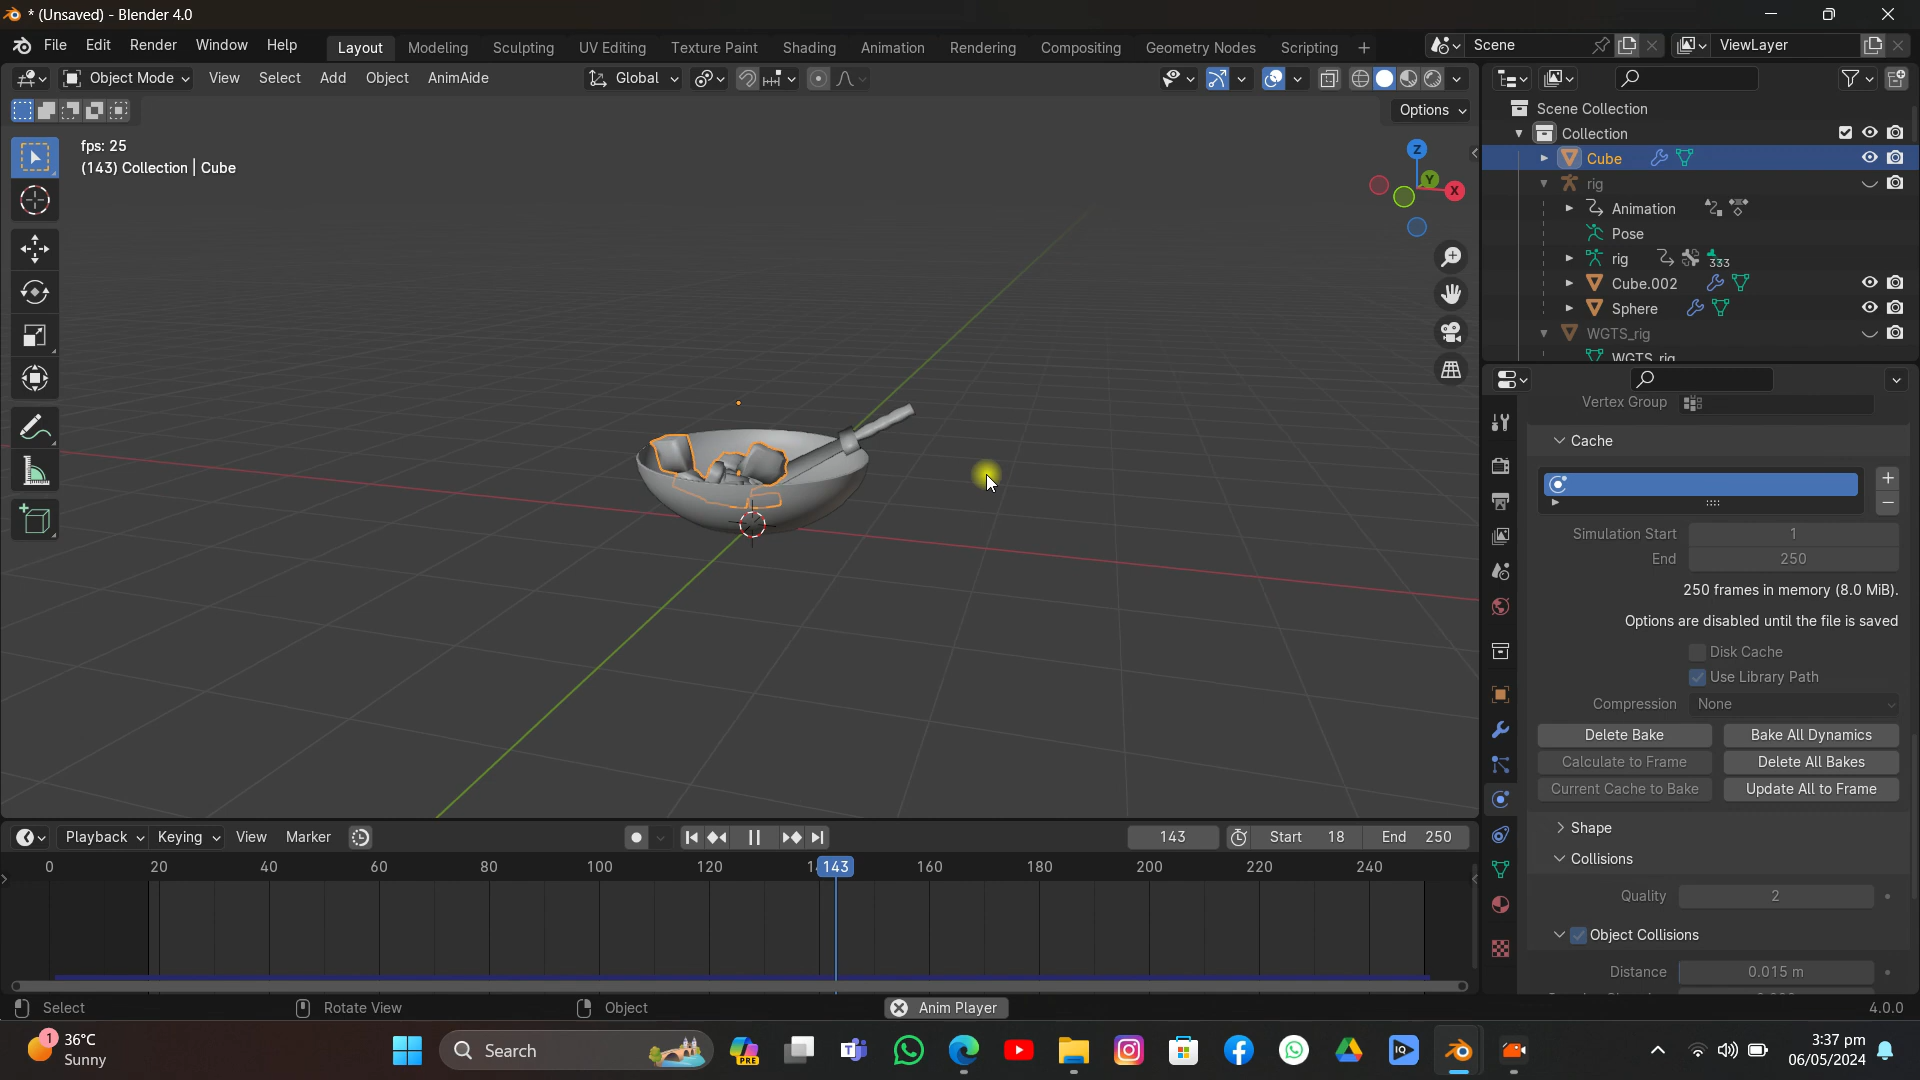 * (Unsaved) - Blender 4.0
File Edit Render Window Help
Layout Modeling Sculpting UV Editing Texture Paint Shading Animation Rendering Compositing Geometry Nodes Scripting +
Scene
ViewLayer
Object Mode View Select Add Object AnimAide
Global
Options
fps: 25
(143) Collection | Cube
Z
Y
X
Scene Collection
Collection
Cube
rig
Animation
Pose
rig
333
Cube.002
Sphere
WGTS_rig
WGTS rig
Vertex Group
Cache
Simulation Start 1
End 250
250 frames in memory (8.0 MiB).
Options are disabled until the file is saved
Disk Cache
Use Library Path
Compression None
Delete Bake Bake All Dynamics
Calculate to Frame Delete All Bakes
Current Cache to Bake Update All to Frame
Shape
Collisions
Quality 2
Object Collisions
Distance 0.015 m
Playback Keying View Marker
143 Start 18 End 250
0 20 40 60 80 100 120 143 160 180 200 220 240
Select Rotate View Object Anim Player 4.0.0
1 36°C
Sunny
Search
PRE
IQ
3:37 pm
06/05/2024